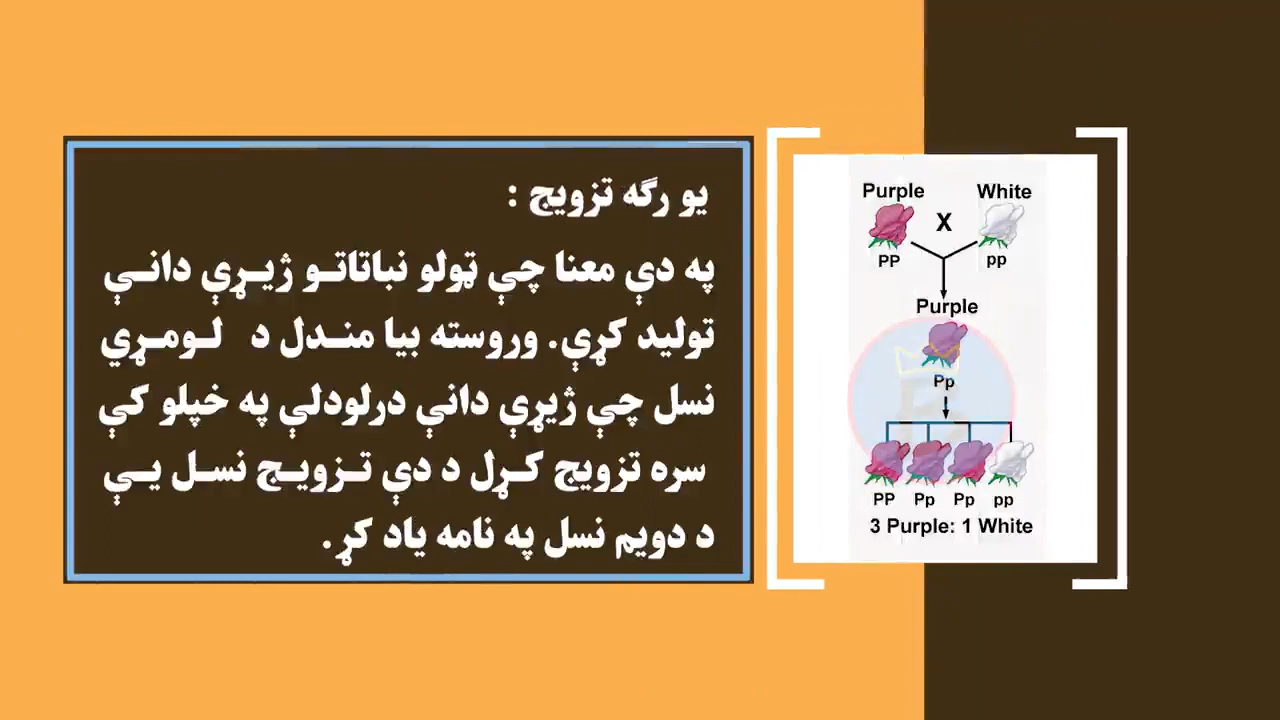 یو رگه تزویج :
په دې معنا چې ټولو نباتاتو ژیړې دانې
تولید کړې. وروسته بیا مندل د لومړي
نسل چې ژیړې دانې درلودلې په خپلو کې
سره تزویج کړل د دې تزویج نسل یې
د دویم نسل په نامه یاد کړ.
Purple White
X
PP pp
Purple
Pp
PP Pp Pp pp
3 Purple: 1 White